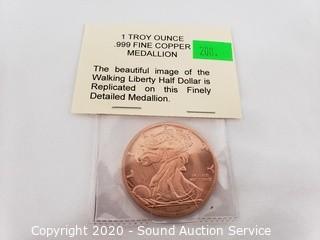 1 TROY OUNCE
.999 FINE COPPER
MEDALLION
200.
The beautiful image of the
Walking Liberty Half Dollar is
Replicated on this Finely
Detailed Medallion.
Copyright 2020 - Sound Auction Service